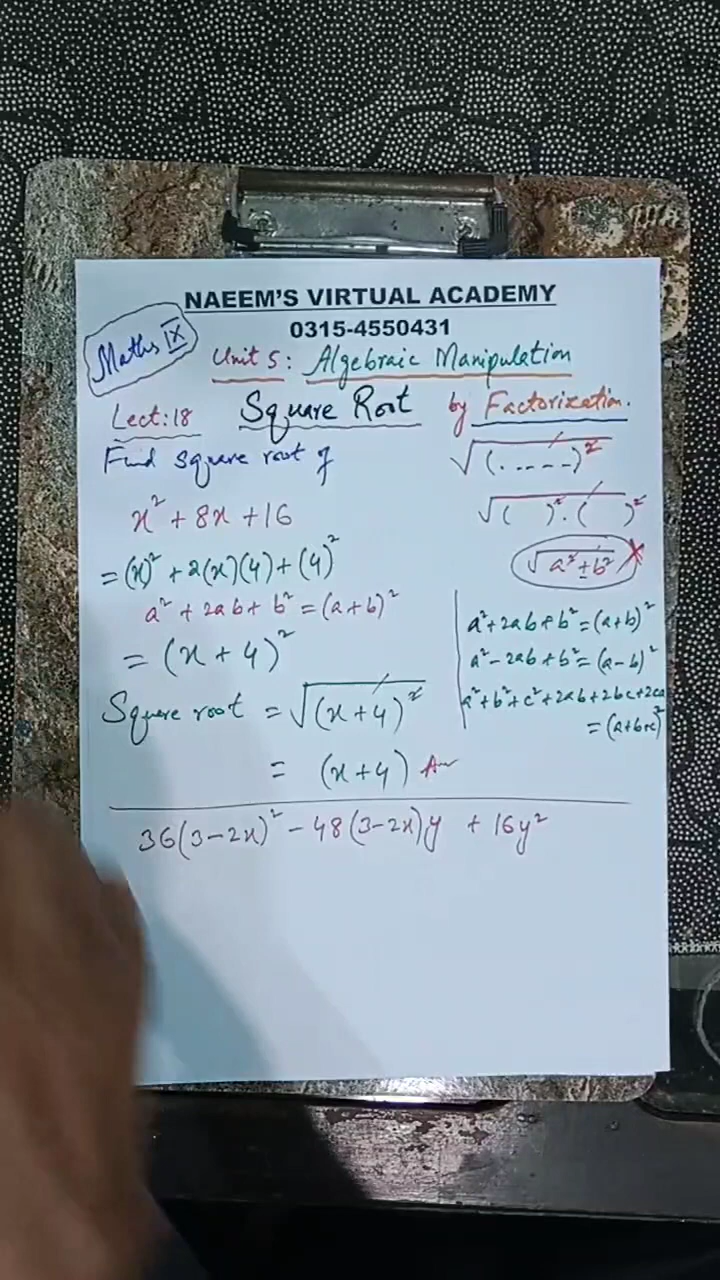 NAEEM'S VIRTUAL ACADEMY
0315-4550431
Maths IX
Unit 5: Algebraic Manipulation
Lect:18 Square Root by Factorization.
Find square root of
√(.....)²
x² + 8x + 16
√( )².( )²
= (x)² + 2(x)(4) + (4)²
√a²±b² ×
a² + 2ab + b² = (a+b)²
= (x + 4)²
Square root = √(x+4)²
= (x+4) Ans
a²+2ab+b²=(a+b)²
a²-2ab+b²=(a-b)²
a²+b²+c²+2ab+2bc+2ca
=(a+b+c)²
36(3-2x)² - 48(3-2x)y + 16y²